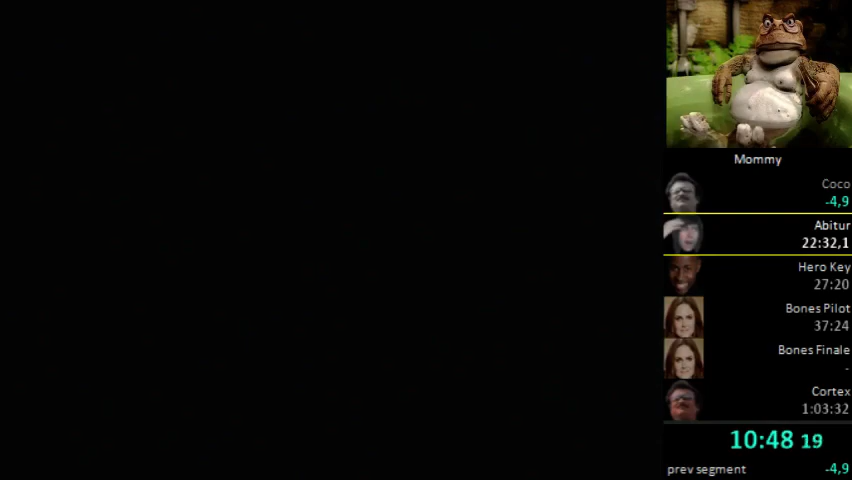 Mommy
Coco
-4,9
Abitur
22:32,1
Hero Key
27:20
Bones Pilot
37:24
Bones Finale
-
Cortex
1:03:32
10:48 19
prev segment -4,9